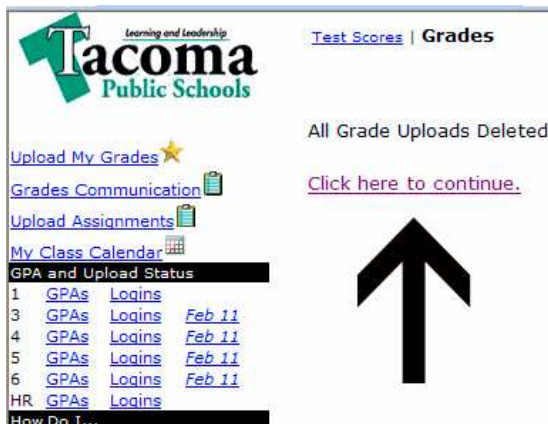 Learning and Leadership
Tacoma
Public Schools
Test Scores | Grades
All Grade Uploads Deleted
Click here to continue.
Upload My Grades
Grades Communication
Upload Assignments
My Class Calendar
GPA and Upload Status
1 GPAs Logins
3 GPAs Logins Feb 11
4 GPAs Logins Feb 11
5 GPAs Logins Feb 11
6 GPAs Logins Feb 11
HR GPAs Logins
How Do I...